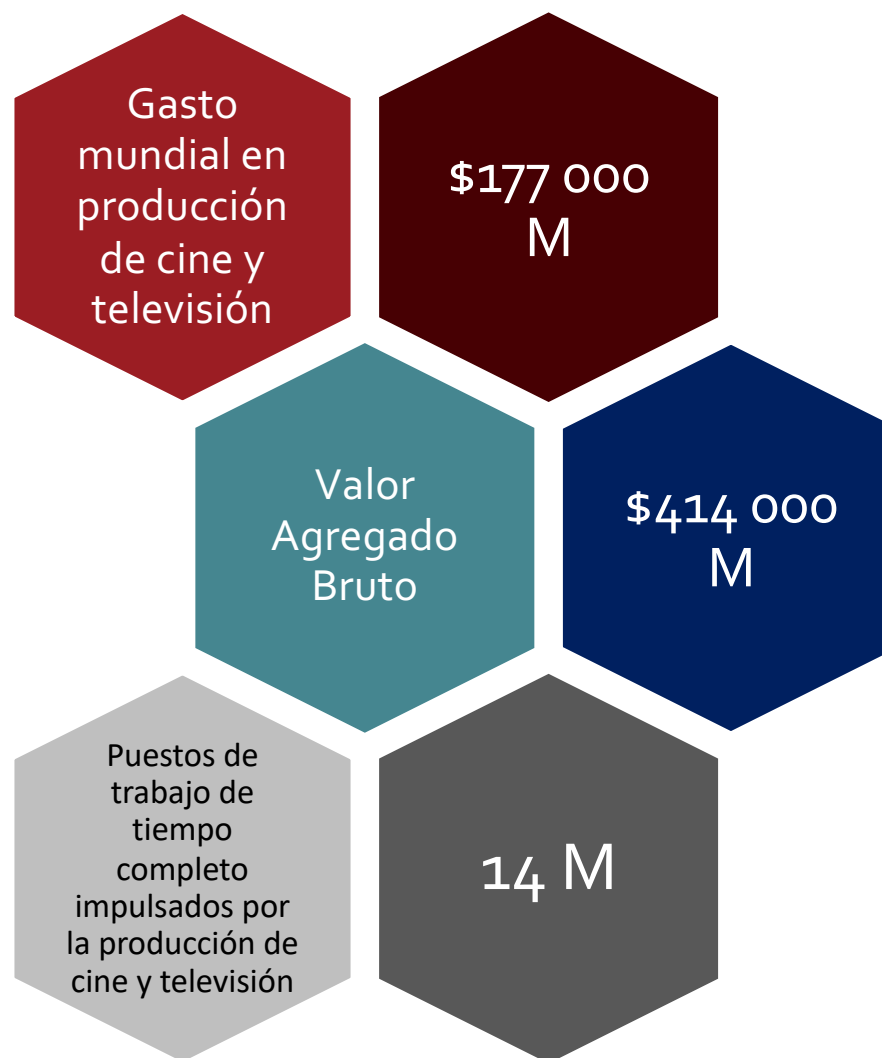 Gasto
mundial en
producción
de cine y
televisión
$177 000
M
Valor
Agregado
Bruto
$414 000
M
Puestos de
trabajo de
tiempo
completo
impulsados por
la producción de
cine y televisión
14 M